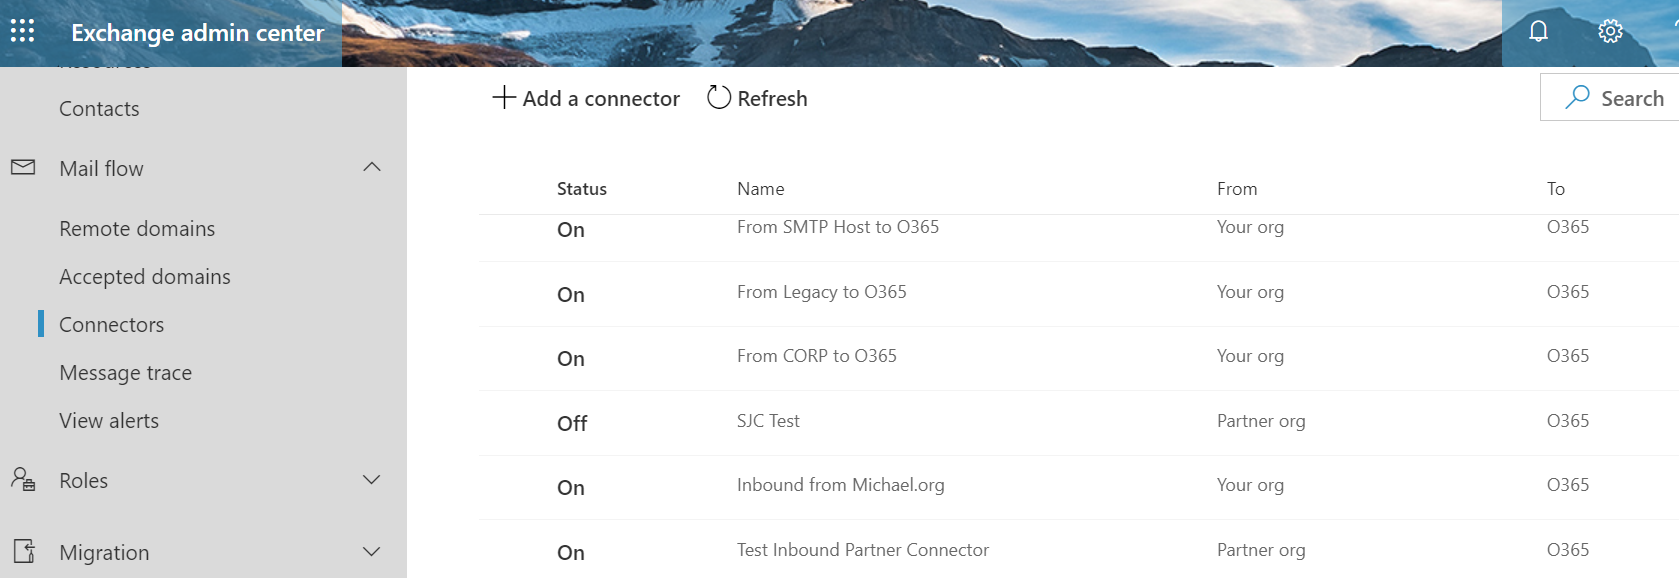 Exchange admin center
Contacts
Mail flow
Remote domains
Accepted domains
Connectors
Message trace
View alerts
Roles
Migration
Add a connector
Refresh
Search
Status Name From To
On From SMTP Host to O365 Your org O365
On From Legacy to O365 Your org O365
On From CORP to O365 Your org O365
Off SJC Test Partner org O365
On Inbound from Michael.org Your org O365
On Test Inbound Partner Connector Partner org O365